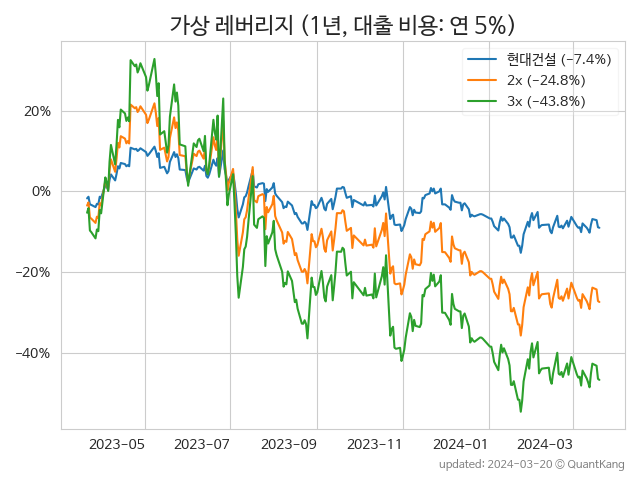 가상 레버리지 (1년, 대출 비용: 연 5%)
현대건설 (−7.4%)
2x (−24.8%)
3x (−43.8%)
20%
0%
−20%
−40%
2023-05 2023-07 2023-09 2023-11 2024-01 2024-03
updated: 2024-03-20 © QuantKang